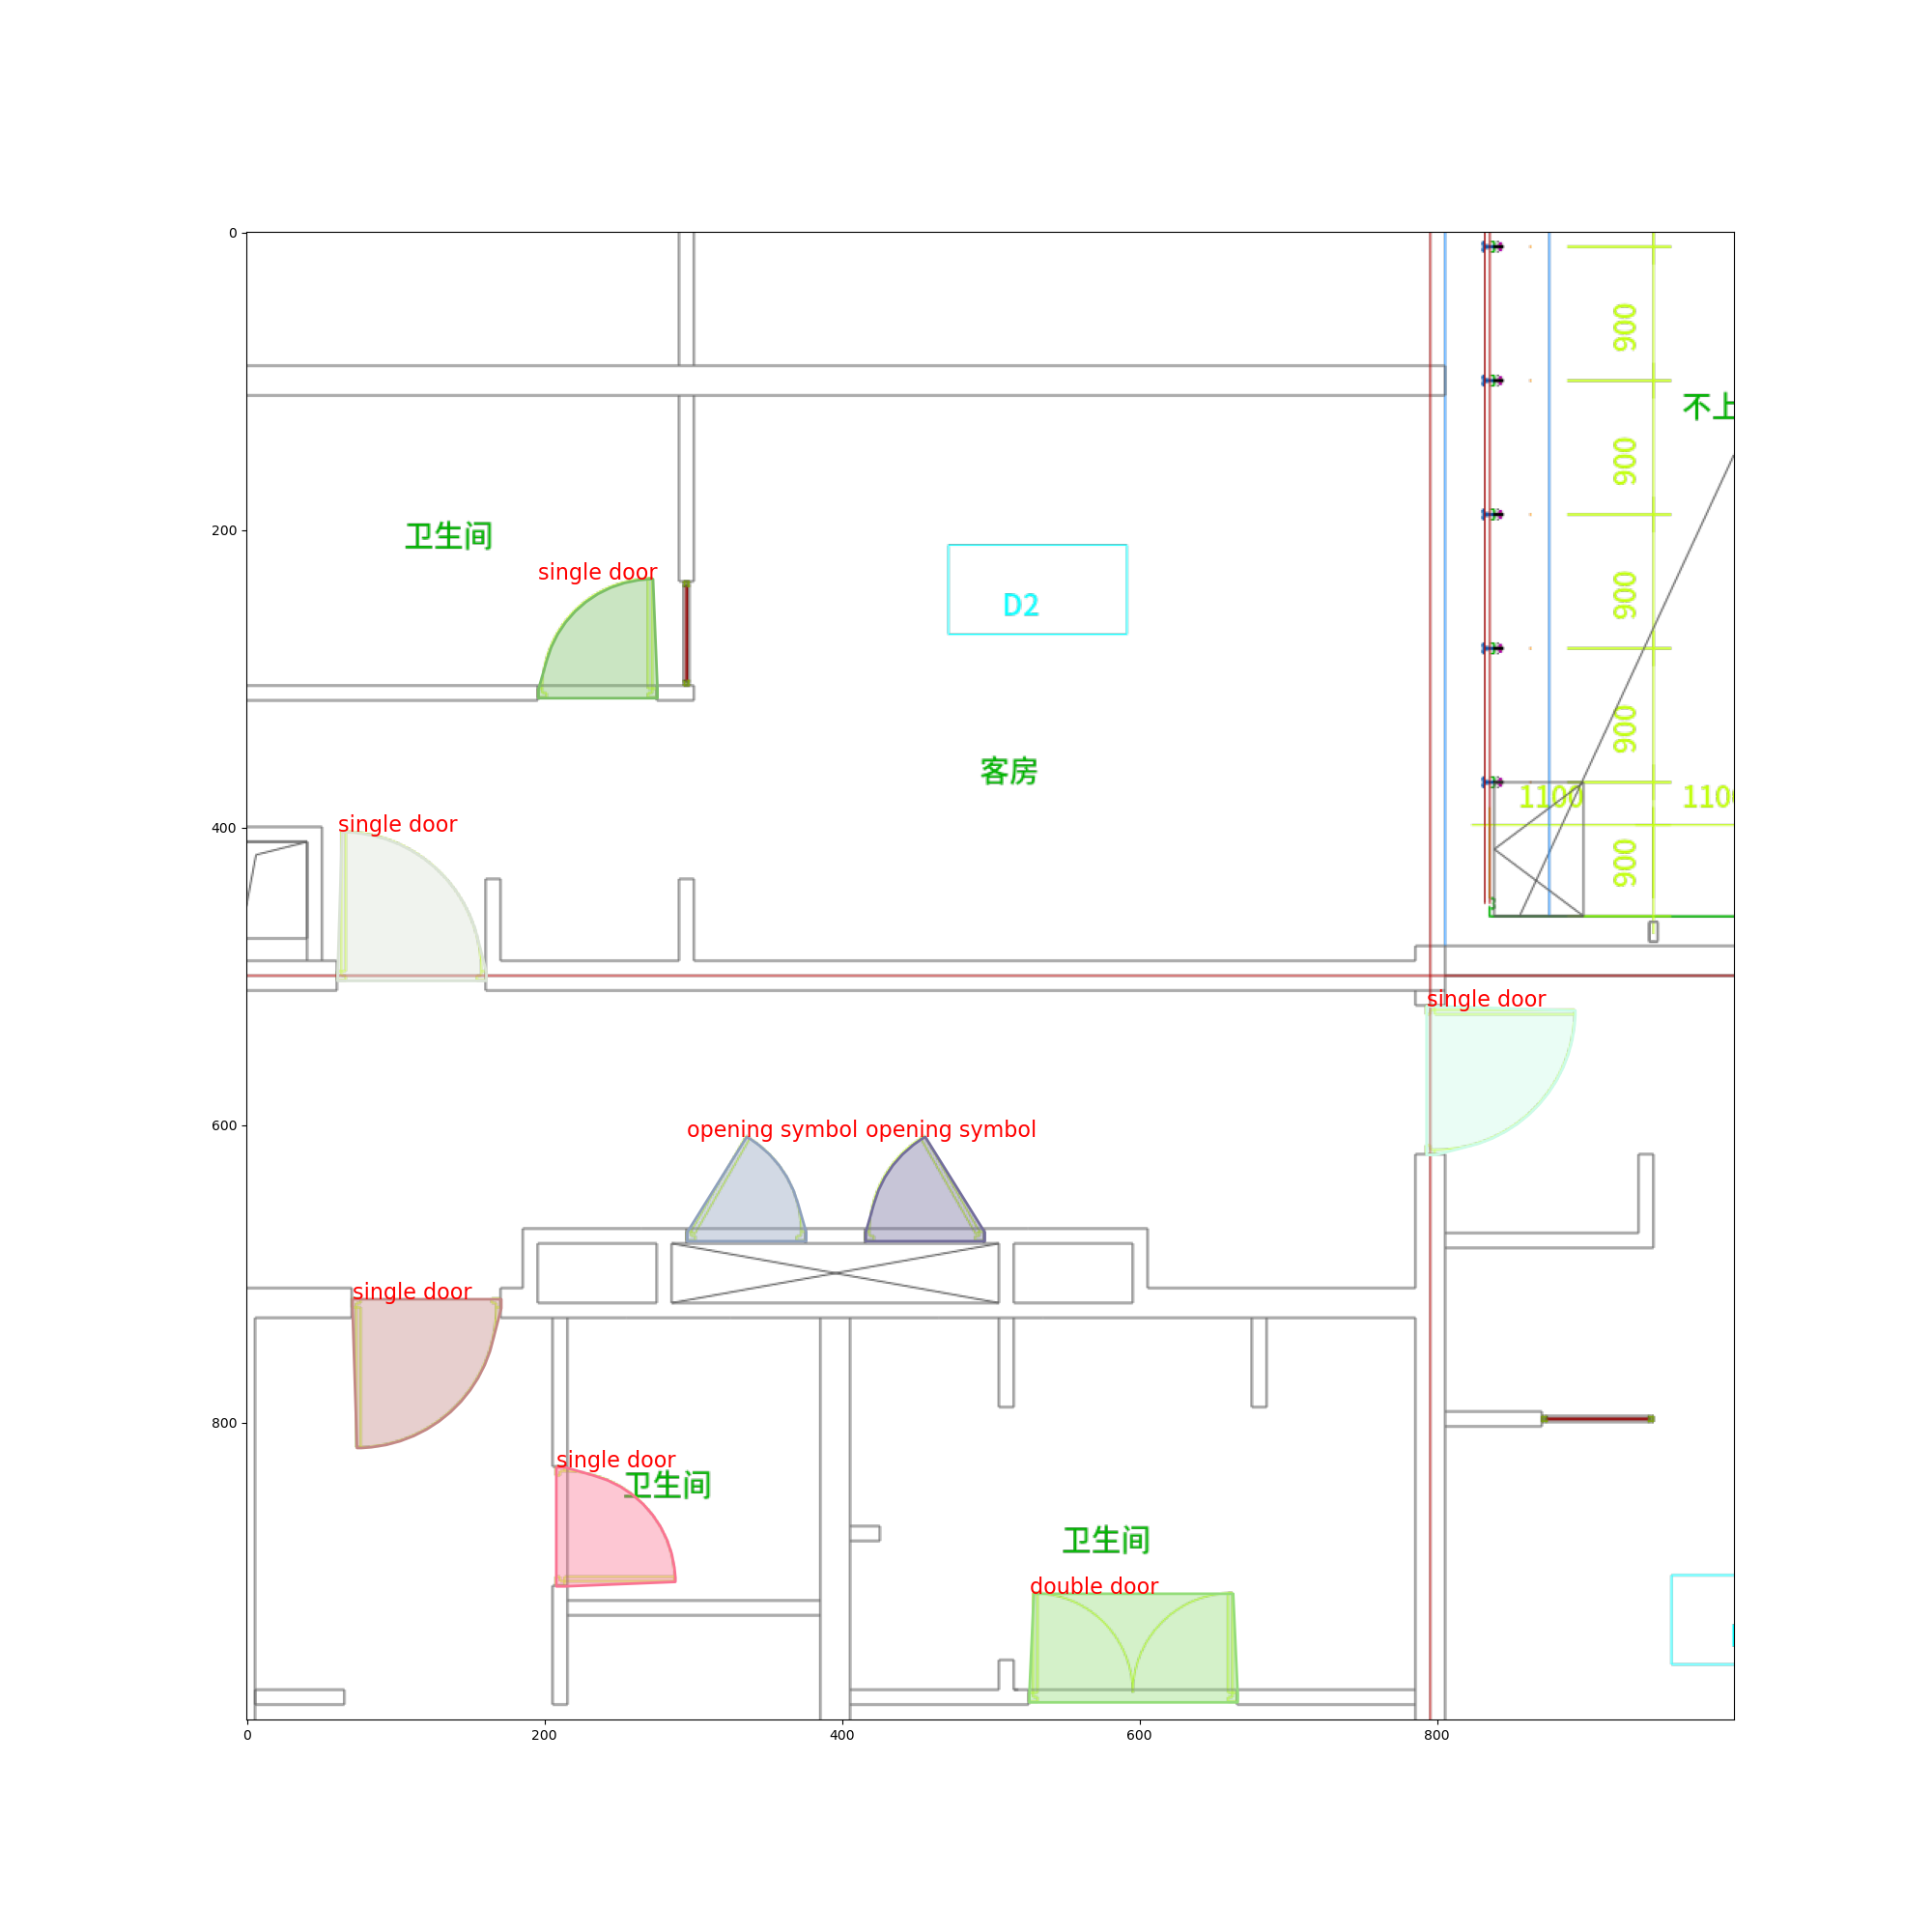 0
900
900
不上
卫生间
200
single door
D2
900
客房
900
1100
110
single door
400
900
single door
600
opening symbol
opening symbol
single door
800
single door
卫生间
卫生间
double door
0
200
400
600
800